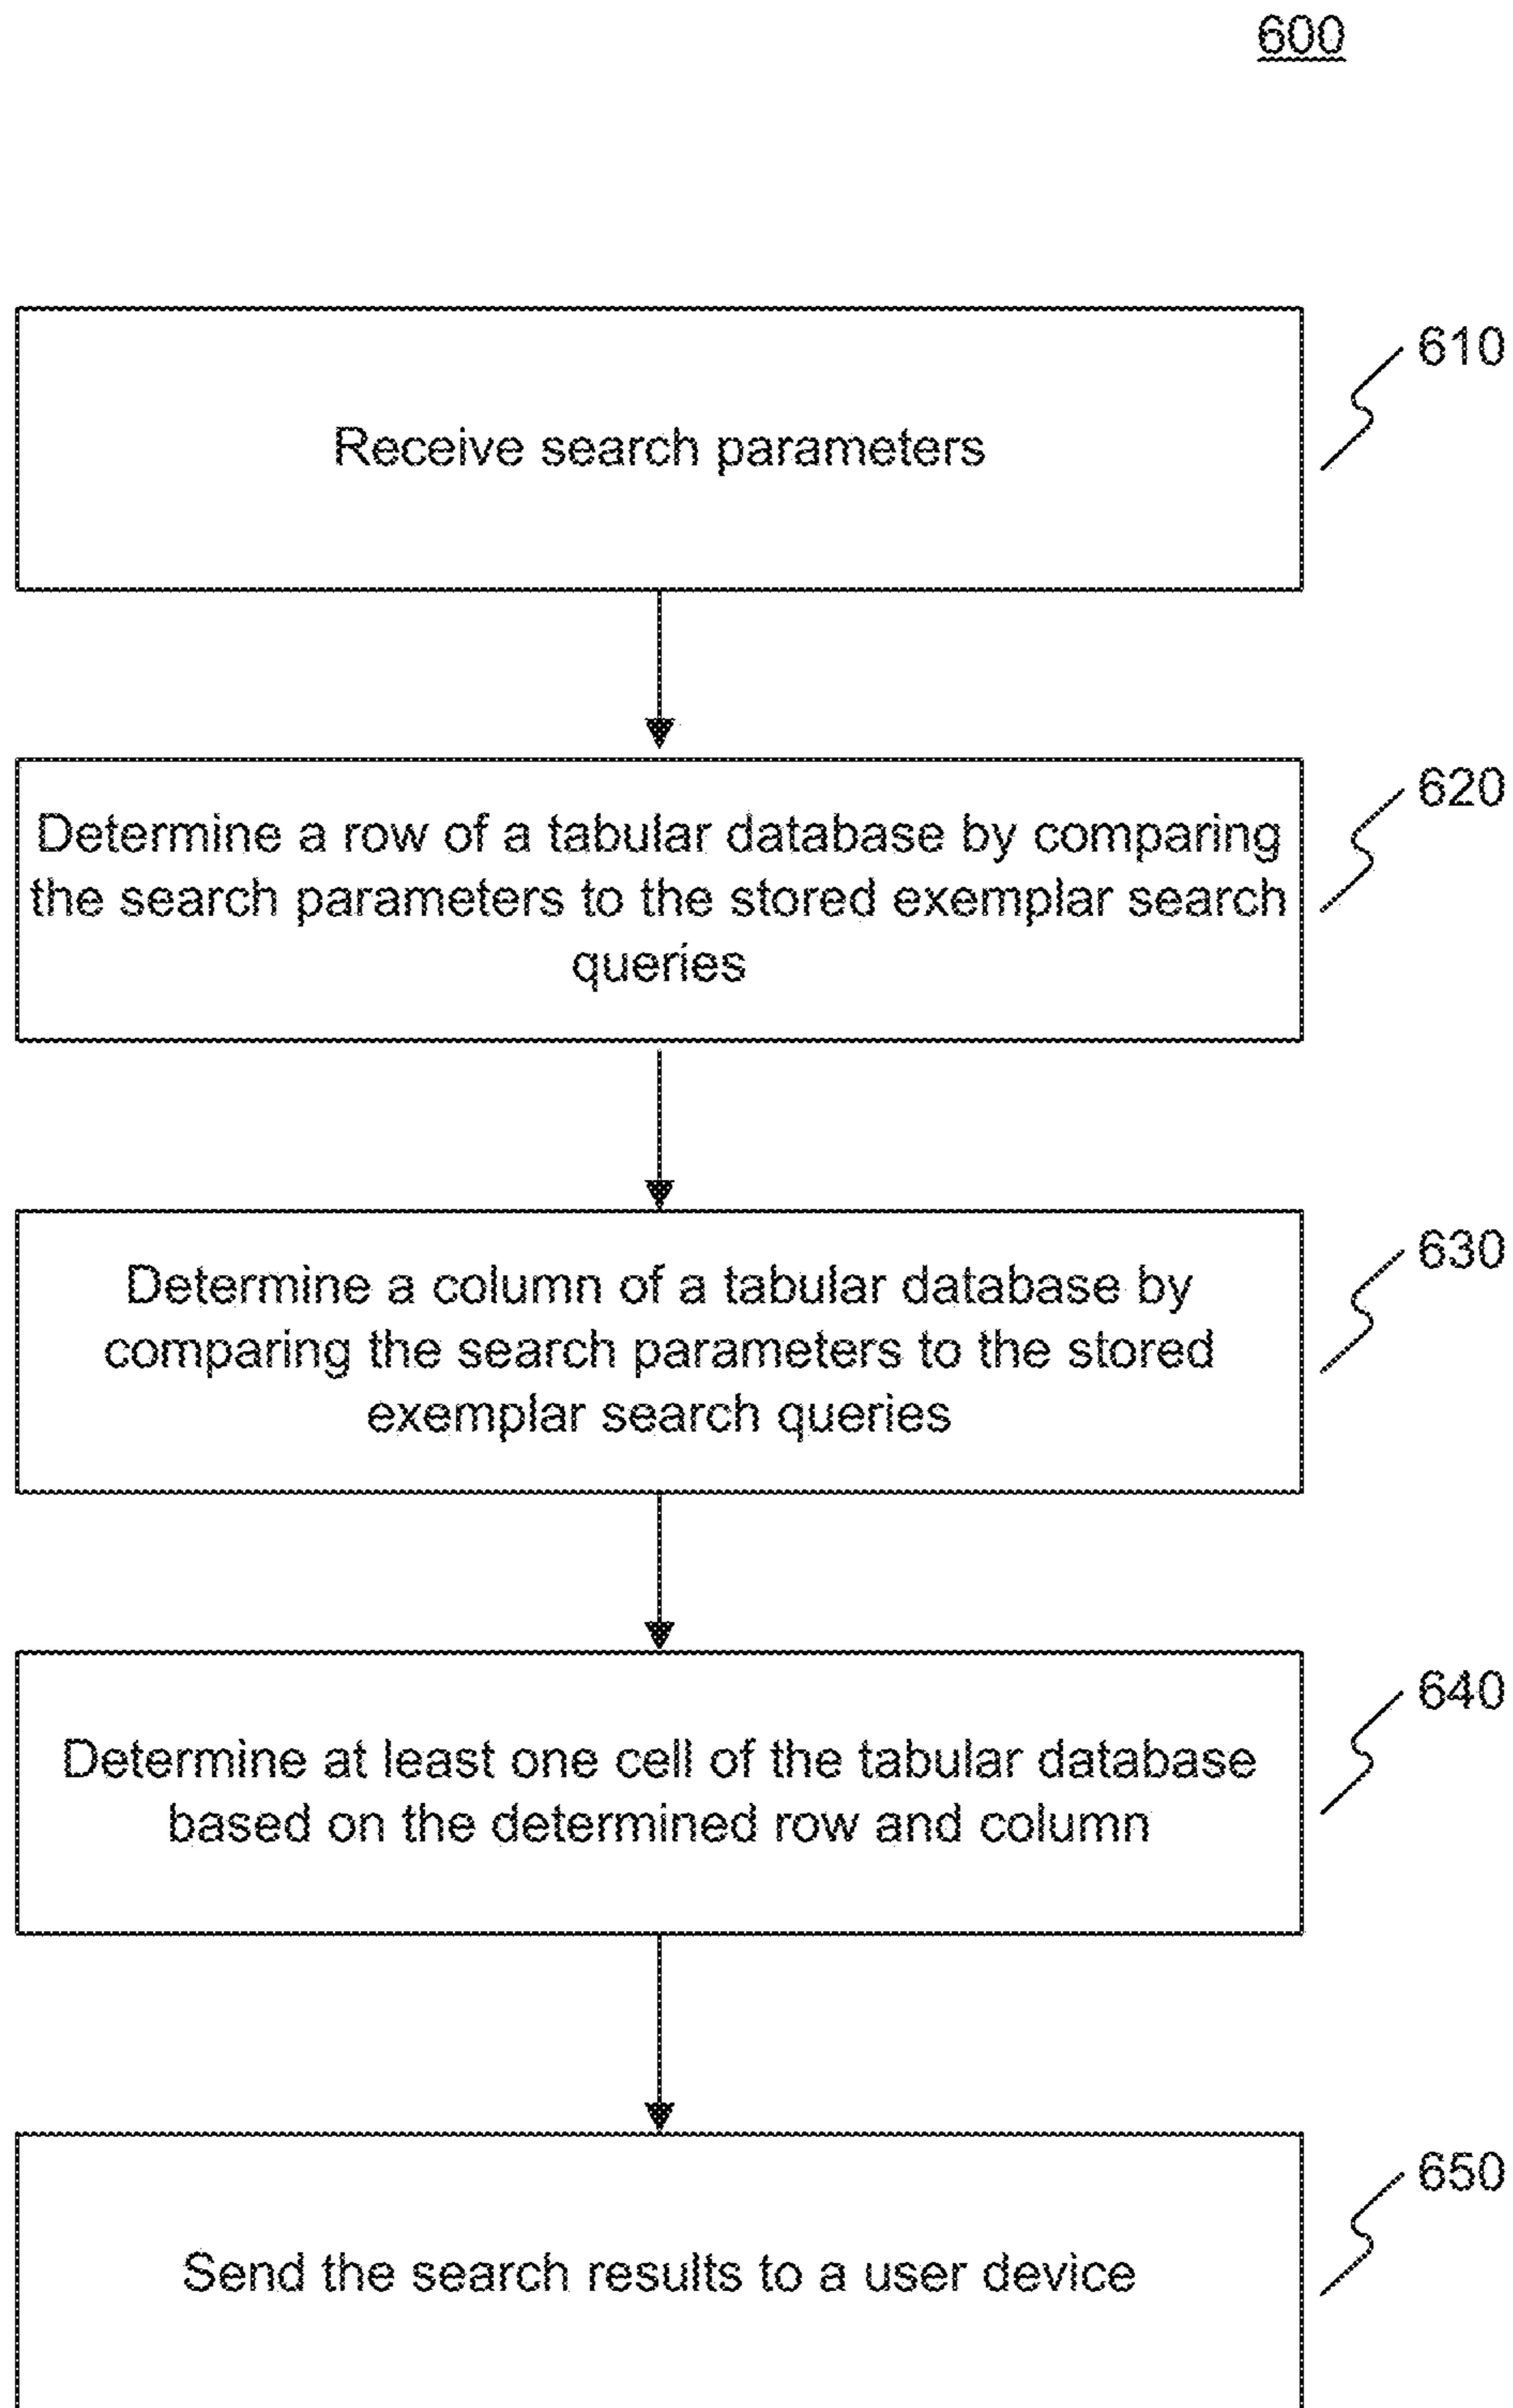 600
610
Receive search parameters
620
Determine a row of a tabular database by comparing
the search parameters to the stored exemplar search
queries
630
Determine a column of a tabular database by
comparing the search parameters to the stored
exemplar search queries
640
Determine at least one cell of the tabular database
based on the determined row and column
650
Send the search results to a user device